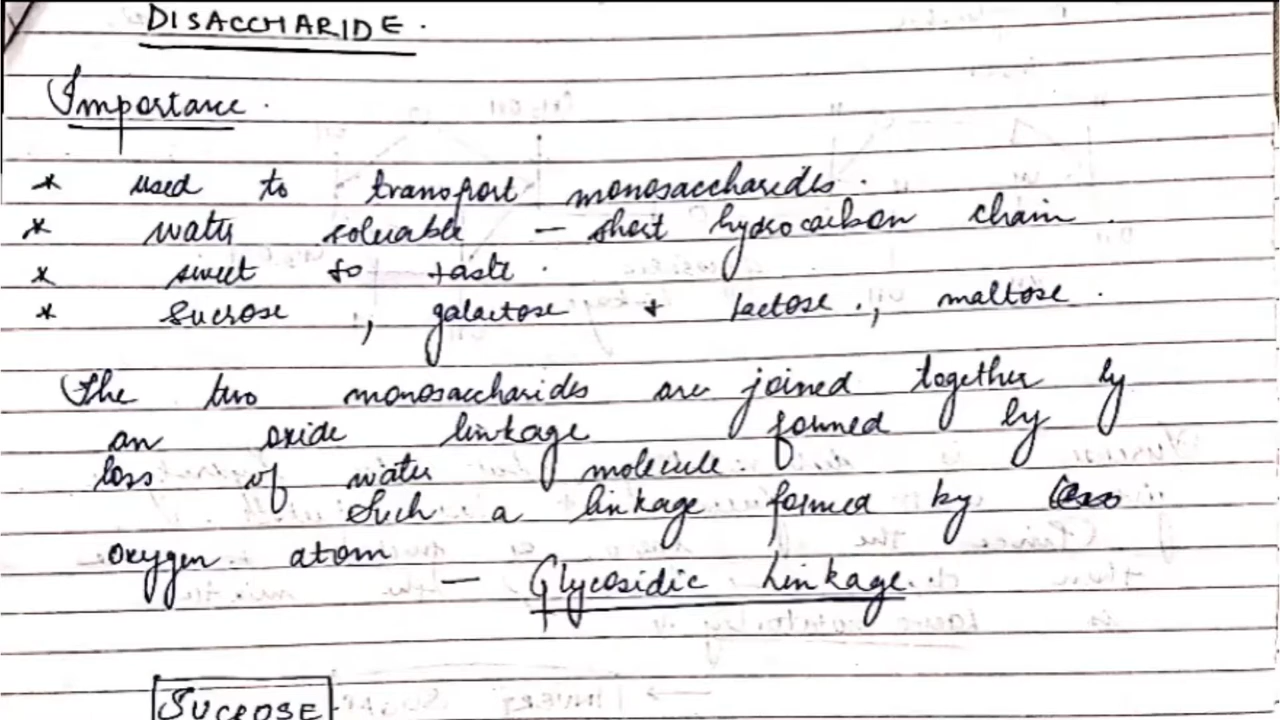 DISACCHARIDE.
Importance.
* used to transport monosaccharides.
* water soluable - short hydrocarbon chain.
* sweet to taste.
* sucrose, galactose + lactose., maltose.
The two monosaccharides are joined together by
an oxide linkage formed by
loss of water molecule.
Such a linkage formed by
oxygen atom
— Glycosidic Linkage.
SUCROSE